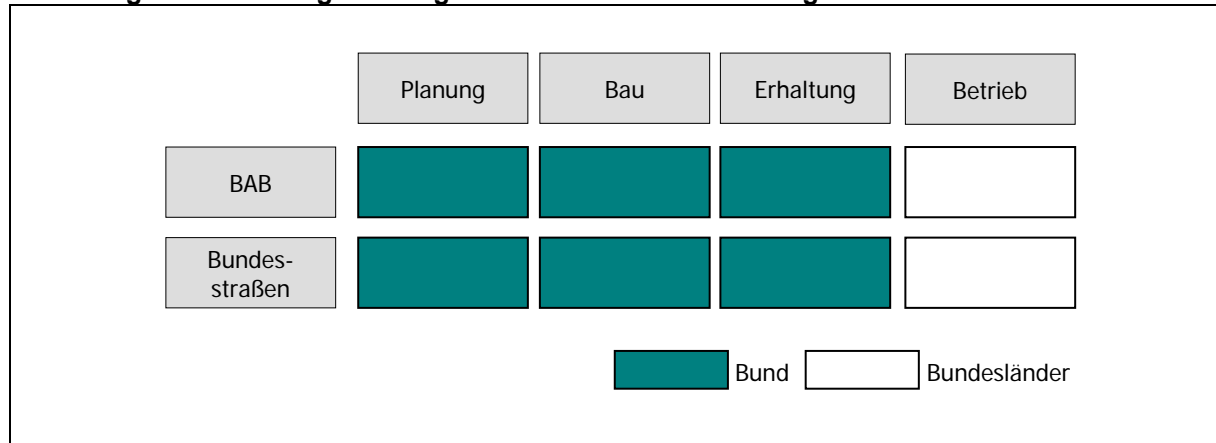 Planung Bau Erhaltung Betrieb
BAB
Bundes-
straßen
Bund Bundesländer